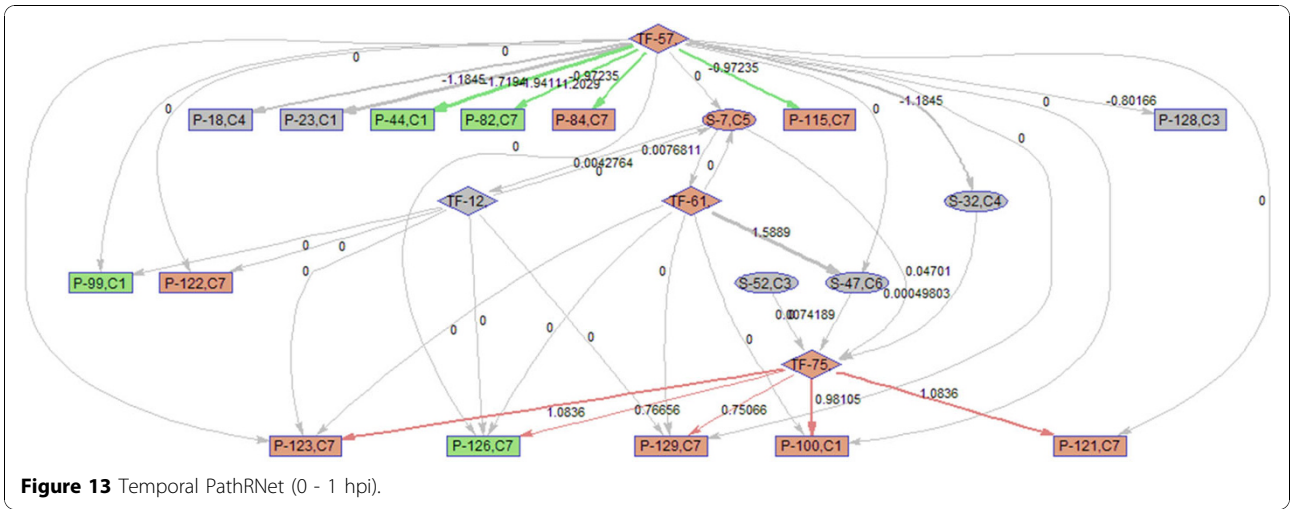 TF-57,
0
0
-0.97235
-0.97235
0
-1.1845
-1.7194
-1.9411
1.2029
-1.1845
0
-0.80166
0
0
P-18,C4
P-23,C1
P-44,C1
P-82,C7
P-84,C7
S-7,C5
P-115,C7
P-128,C3
0
0
0.0076811
0.0042764
0
0
TF-12,
TF-61,
S-32,C4
0
1.5889
0
0
0
0
0.04701
P-99,C1
P-122,C7
S-52,C3
S-47,C6
0.00049803
0.0074189
0
0
0
0
0
TF-75,
1.0836
0.76656
0.75066
0.98105
1.0836
P-123,C7
P-126,C7
P-129,C7
P-100,C1
P-121,C7
Figure 13 Temporal PathRNet (0 - 1 hpi).